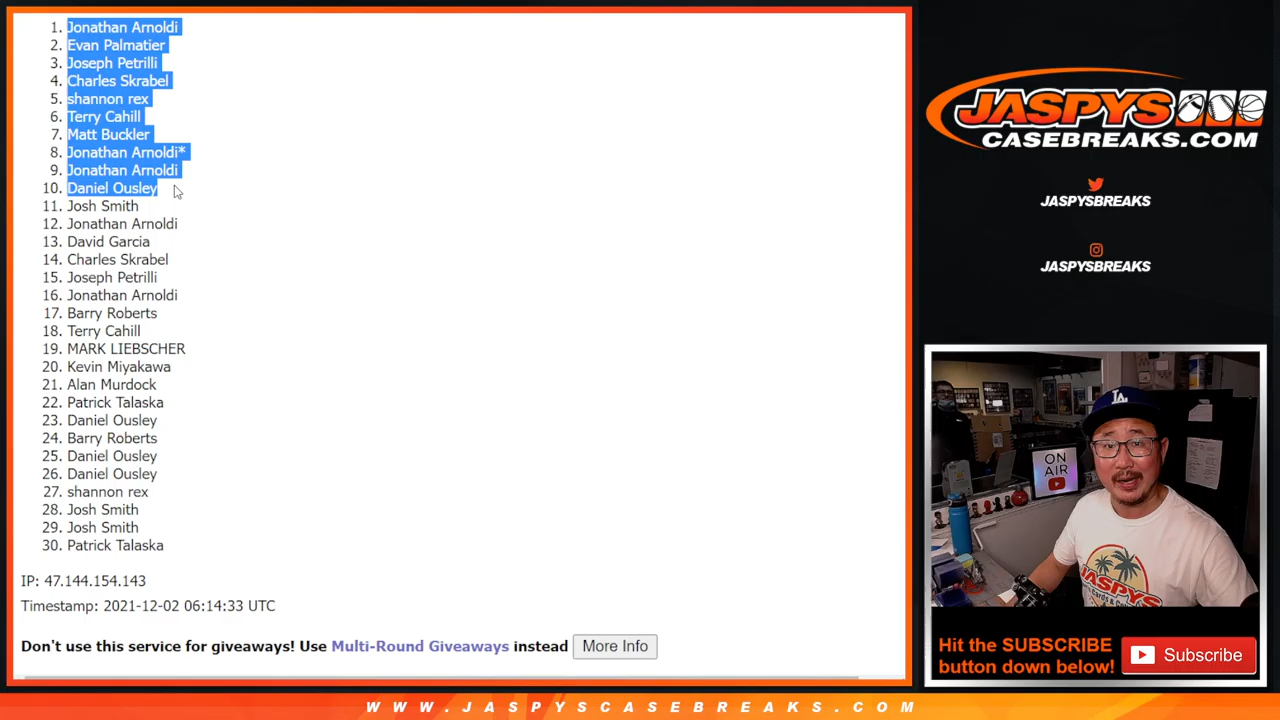 1. Jonathan Arnoldi
2. Evan Palmatier
3. Joseph Petrilli
4. Charles Skrabel
5. shannon rex
6. Terry Cahill
7. Matt Buckler
8. Jonathan Arnoldi*
9. Jonathan Arnoldi
10. Daniel Ousley
11. Josh Smith
12. Jonathan Arnoldi
13. David Garcia
14. Charles Skrabel
15. Joseph Petrilli
16. Jonathan Arnoldi
17. Barry Roberts
18. Terry Cahill
19. MARK LIEBSCHER
20. Kevin Miyakawa
21. Alan Murdock
22. Patrick Talaska
23. Daniel Ousley
24. Barry Roberts
25. Daniel Ousley
26. Daniel Ousley
27. shannon rex
28. Josh Smith
29. Josh Smith
30. Patrick Talaska
IP: 47.144.154.143
Timestamp: 2021-12-02 06:14:33 UTC
Don't use this service for giveaways! Use Multi-Round Giveaways instead More Info
JASPYS
CASEBREAKS.COM
JASPYSBREAKS
JASPYSBREAKS
LA
ON
AIR
JASPYS
Hit the SUBSCRIBE
button down below!
Subscribe
WWW.JASPYSCASEBREAKS.COM